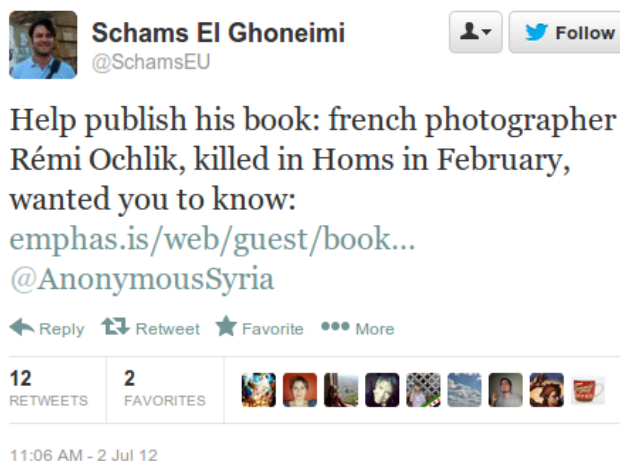 Schams El Ghoneimi
@SchamsEU
Follow
Help publish his book: french photographer
Rémi Ochlik, killed in Homs in February,
wanted you to know:
emphas.is/web/guest/book...
@AnonymousSyria
Reply Retweet Favorite More
12 2
RETWEETS FAVORITES
11:06 AM - 2 Jul 12